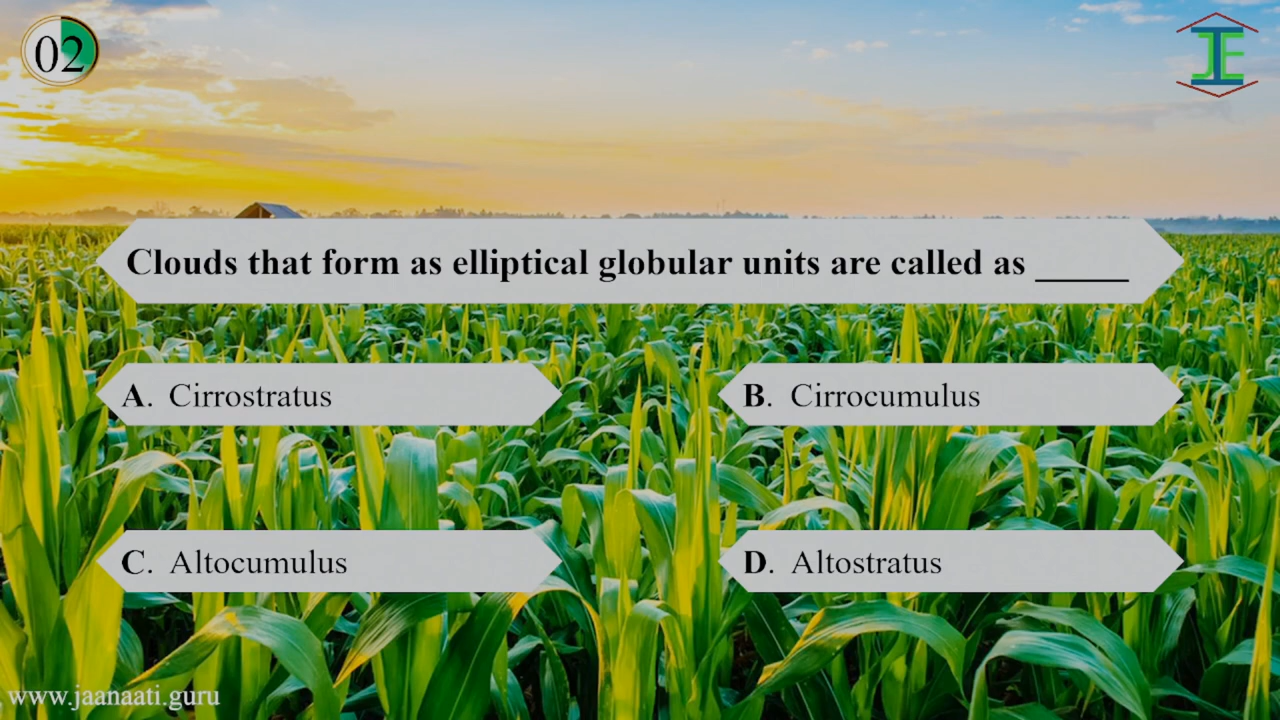 02
JE
Clouds that form as elliptical globular units are called as _____
A. Cirrostratus
B. Cirrocumulus
C. Altocumulus
D. Altostratus
www.jaanaati.guru